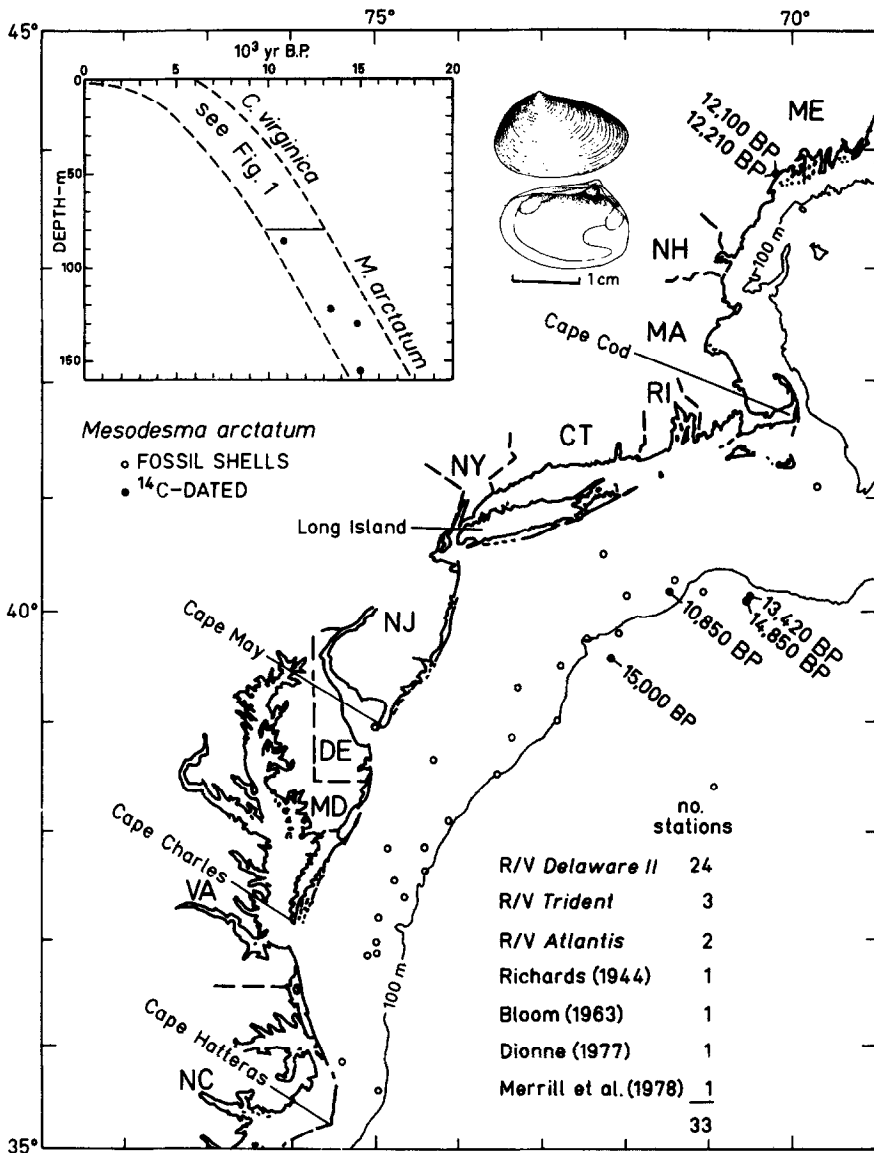 45°
75°
70°
10³ yr B.P.
0 5 10 15 20
0
50
100
150
DEPTH-m
C. virginica
see Fig. 1
M. arctatum
1 cm
12,100 BP
12,210 BP
ME
NH
100 m
MA
Cape Cod
RI
CT
NY
Long Island
Mesodesma arctatum
○ FOSSIL SHELLS
● ¹⁴C-DATED
40°
Cape May
NJ
10,850 BP
13,420 BP
14,850 BP
15,000 BP
DE
MD
Cape Charles
VA
100 m
Cape Hatteras
NC
35°
no.
stations
R/V Delaware II 24
R/V Trident 3
R/V Atlantis 2
Richards (1944) 1
Bloom (1963) 1
Dionne (1977) 1
Merrill et al. (1978) 1
33